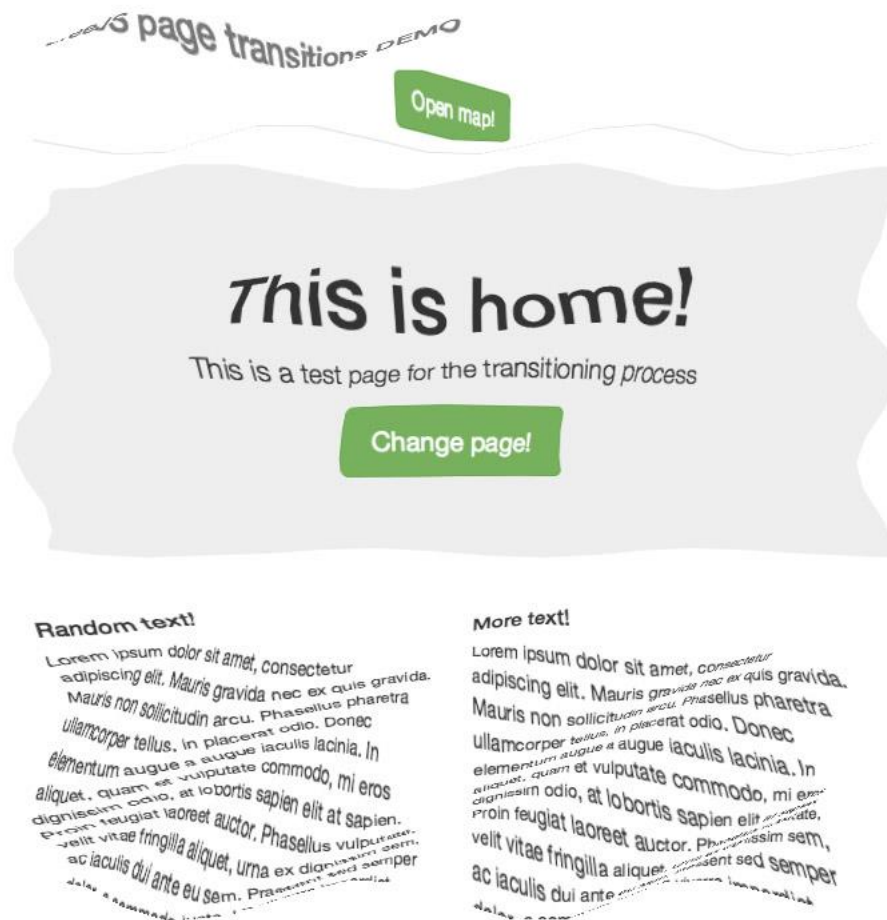 page transitions DEMO
Open map!
This is home!
This is a test page for the transitioning process
Change page!
Random text!
Lorem ipsum dolor sit amet, consectetur
adipiscing elit. Mauris gravida nec ex quis gravida.
Mauris non sollicitudin arcu. Phasellus pharetra
ullamcorper tellus, in placerat odio. Donec
elementum augue a augue iaculis lacinia. In
aliquet, quam et vulputate commodo, mi eros
dignissim odio, at lobortis sapien elit at sapien.
Proin feugiat laoreet auctor. Phasellus vulputate,
velit vitae fringilla aliquet, urna ex dignissim sem,
ac iaculis dui ante eu sem. Praesent sed semper
More text!
Lorem ipsum dolor sit amet, consectetur
adipiscing elit. Mauris gravida nec ex quis gravida.
Mauris non sollicitudin arcu. Phasellus pharetra
ullamcorper tellus, in placerat odio. Donec
elementum augue a augue iaculis lacinia. In
aliquet, quam et vulputate commodo, mi
dignissim odio, at lobortis sapien elit
Proin feugiat laoreet auctor.
velit vitae fringilla aliquet, sem,
ac iaculis dui ante sed semper